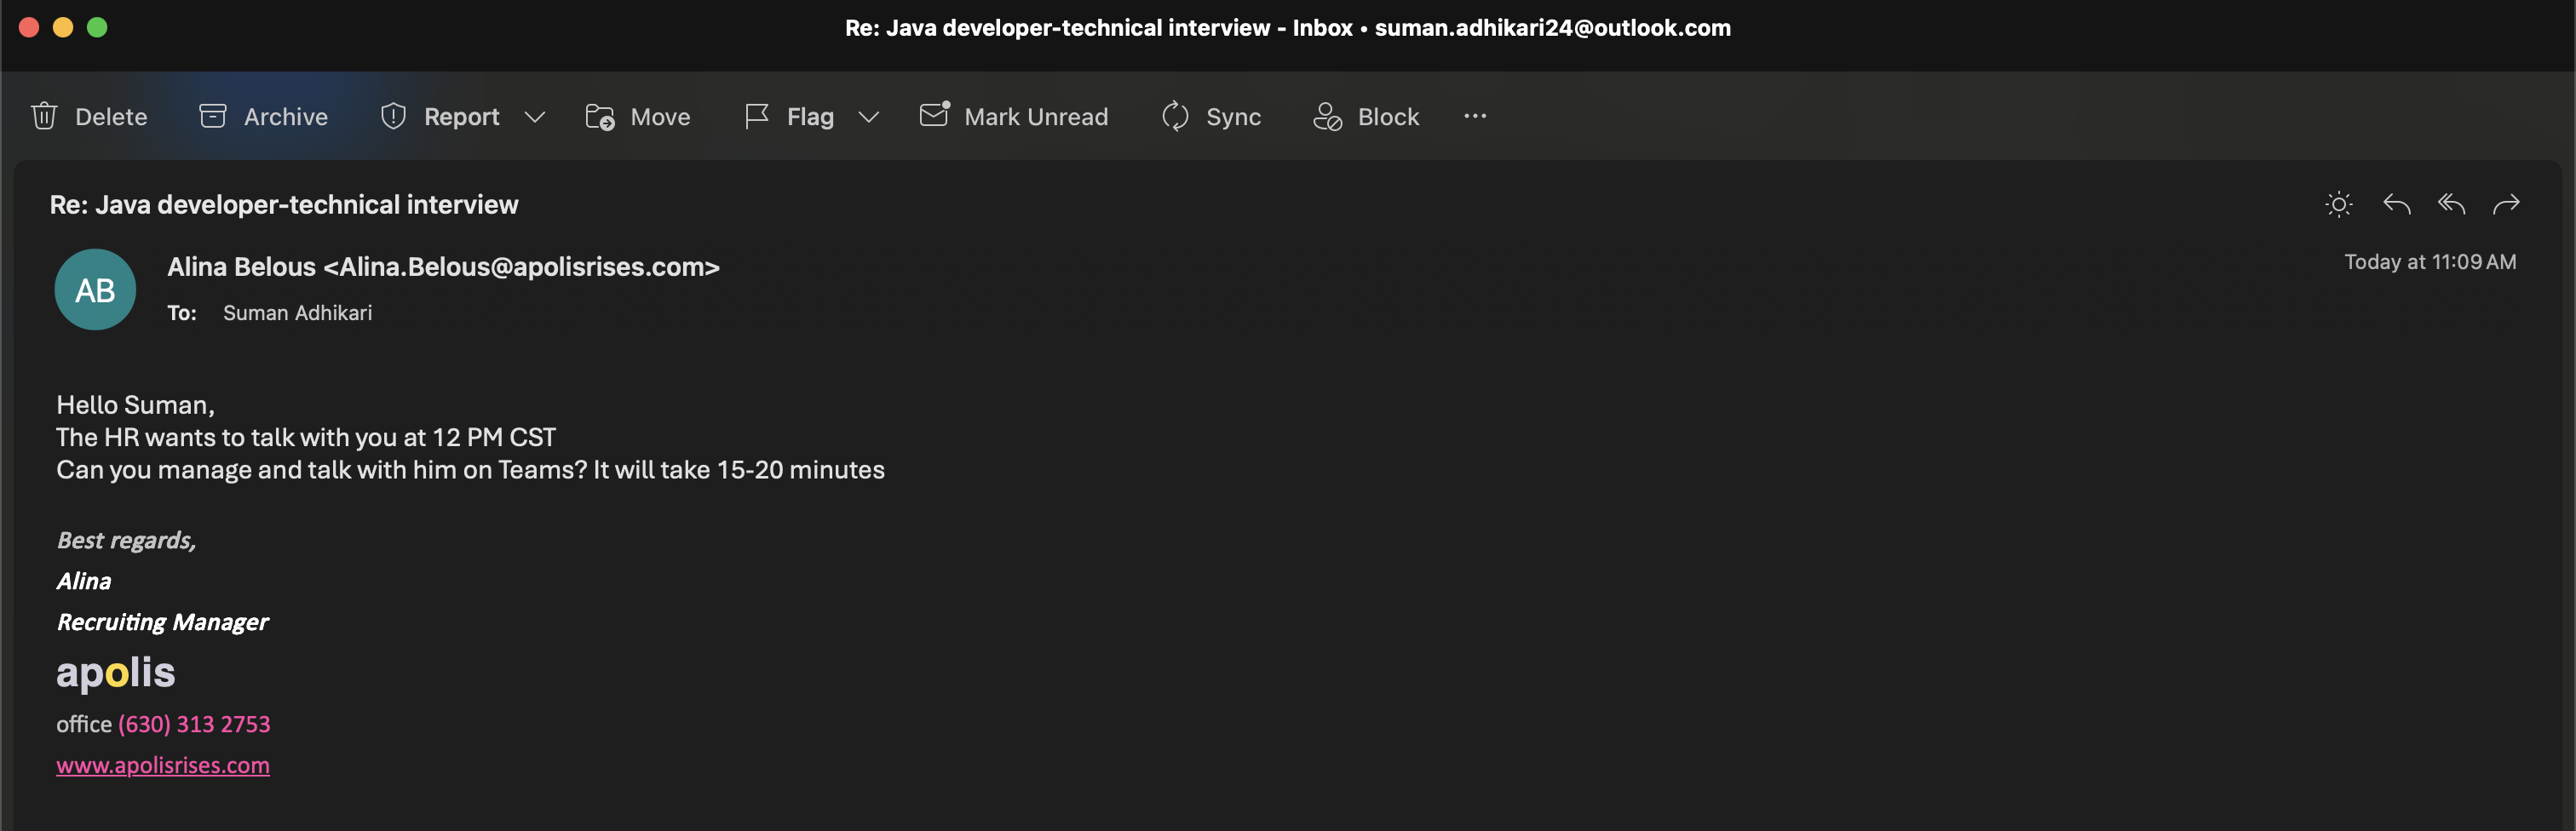 Re: Java developer-technical interview - Inbox • suman.adhikari24@outlook.com
Delete Archive Report Move Flag Mark Unread Sync Block ...
Re: Java developer-technical interview
AB
Alina Belous <Alina.Belous@apolisrises.com>
Today at 11:09 AM
To: Suman Adhikari
Hello Suman,
The HR wants to talk with you at 12 PM CST
Can you manage and talk with him on Teams? It will take 15-20 minutes
Best regards,
Alina
Recruiting Manager
apolis
office (630) 313 2753
www.apolisrises.com